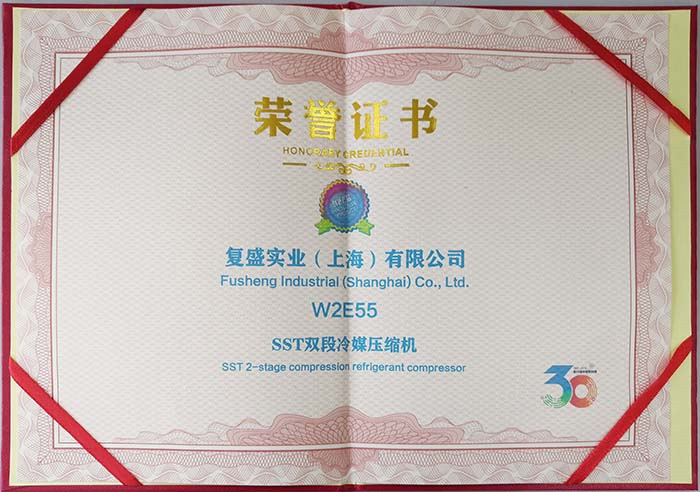 荣誉证书
HONORARY CREDENTIAL
复盛实业（上海）有限公司
Fusheng Industrial (Shanghai) Co., Ltd.
W2E55
SST双段冷媒压缩机
SST 2-stage compression refrigerant compressor
30